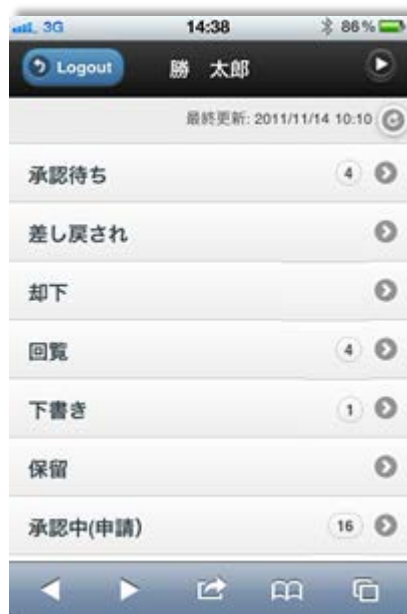 3G 14:38 86%
Logout 勝 太郎
最終更新: 2011/11/14 10:10
承認待ち 4
差し戻され
却下
回覧 4
下書き 1
保留
承認中(申請) 16